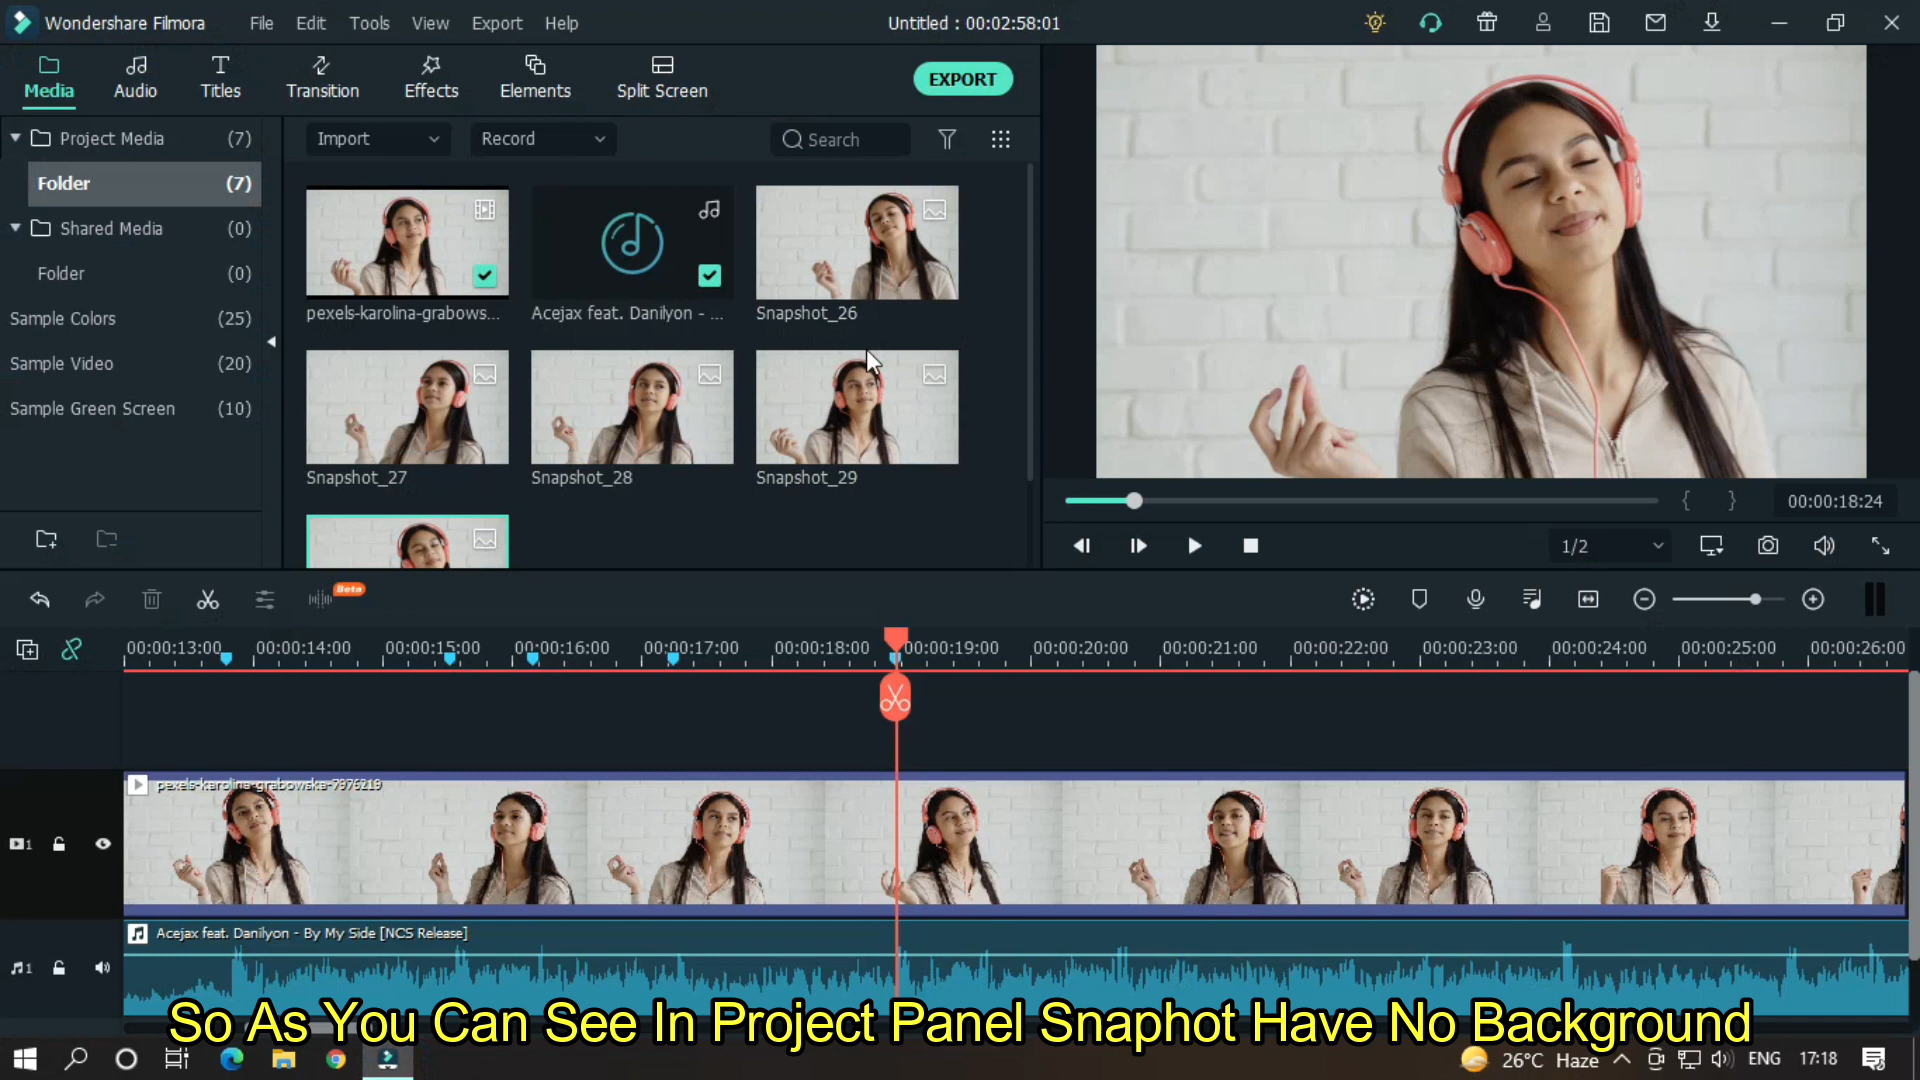 Wondershare Filmora
File Edit Tools View Export Help
Untitled : 00:02:58:01
Media Audio Titles Transition Effects Elements Split Screen
EXPORT
Project Media (7)
Folder (7)
Shared Media (0)
Folder (0)
Sample Colors (25)
Sample Video (20)
Sample Green Screen (10)
Import Record Search
pexels-karolina-grabows... Acejax feat. Danilyon - ... Snapshot_26
Snapshot_27 Snapshot_28 Snapshot_29
{ } 00:00:18:24
1/2
Beta
00:00:13:00 00:00:14:00 00:00:15:00 00:00:16:00 00:00:17:00 00:00:18:00 00:00:19:00 00:00:20:00 00:00:21:00 00:00:22:00 00:00:23:00 00:00:24:00 00:00:25:00 00:00:26:00
pexels-karolina-grabowska-7976219
1
Acejax feat. Danilyon - By My Side [NCS Release]
1
So As You Can See In Project Panel Snaphot Have No Background
26°C Haze ENG 17:18